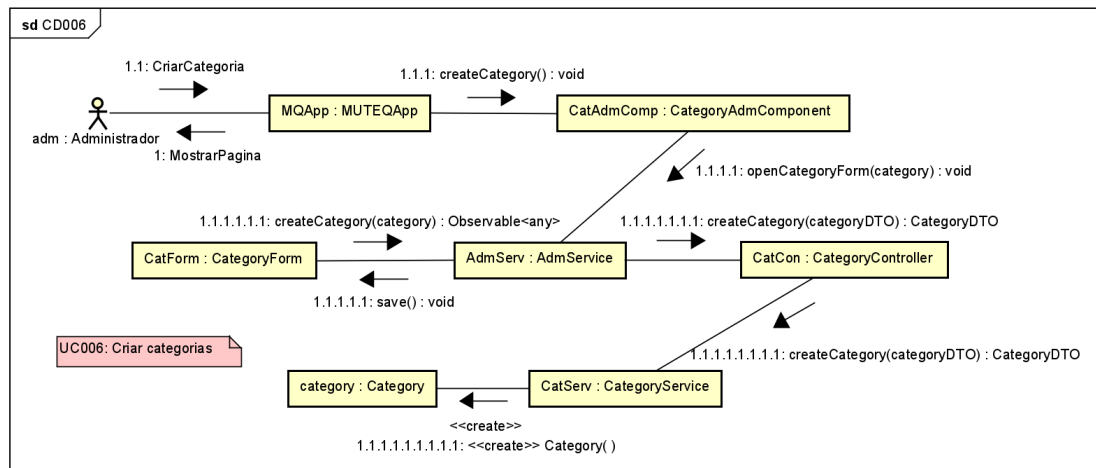 sd CD006
1.1: CriarCategoria
1.1.1: createCategory() : void
MQApp : MUTEQApp
CatAdmComp : CategoryAdmComponent
adm : Administrador
1: MostrarPagina
1.1.1.1: openCategoryForm(category) : void
1.1.1.1.1.1: createCategory(category) : Observable<any>
1.1.1.1.1.1.1: createCategory(categoryDTO) : CategoryDTO
CatForm : CategoryForm
AdmServ : AdmService
CatCon : CategoryController
1.1.1.1.1: save() : void
UC006: Criar categorias
1.1.1.1.1.1.1.1: createCategory(categoryDTO) : CategoryDTO
category : Category
CatServ : CategoryService
<<create>>
1.1.1.1.1.1.1.1.1: <<create>> Category( )